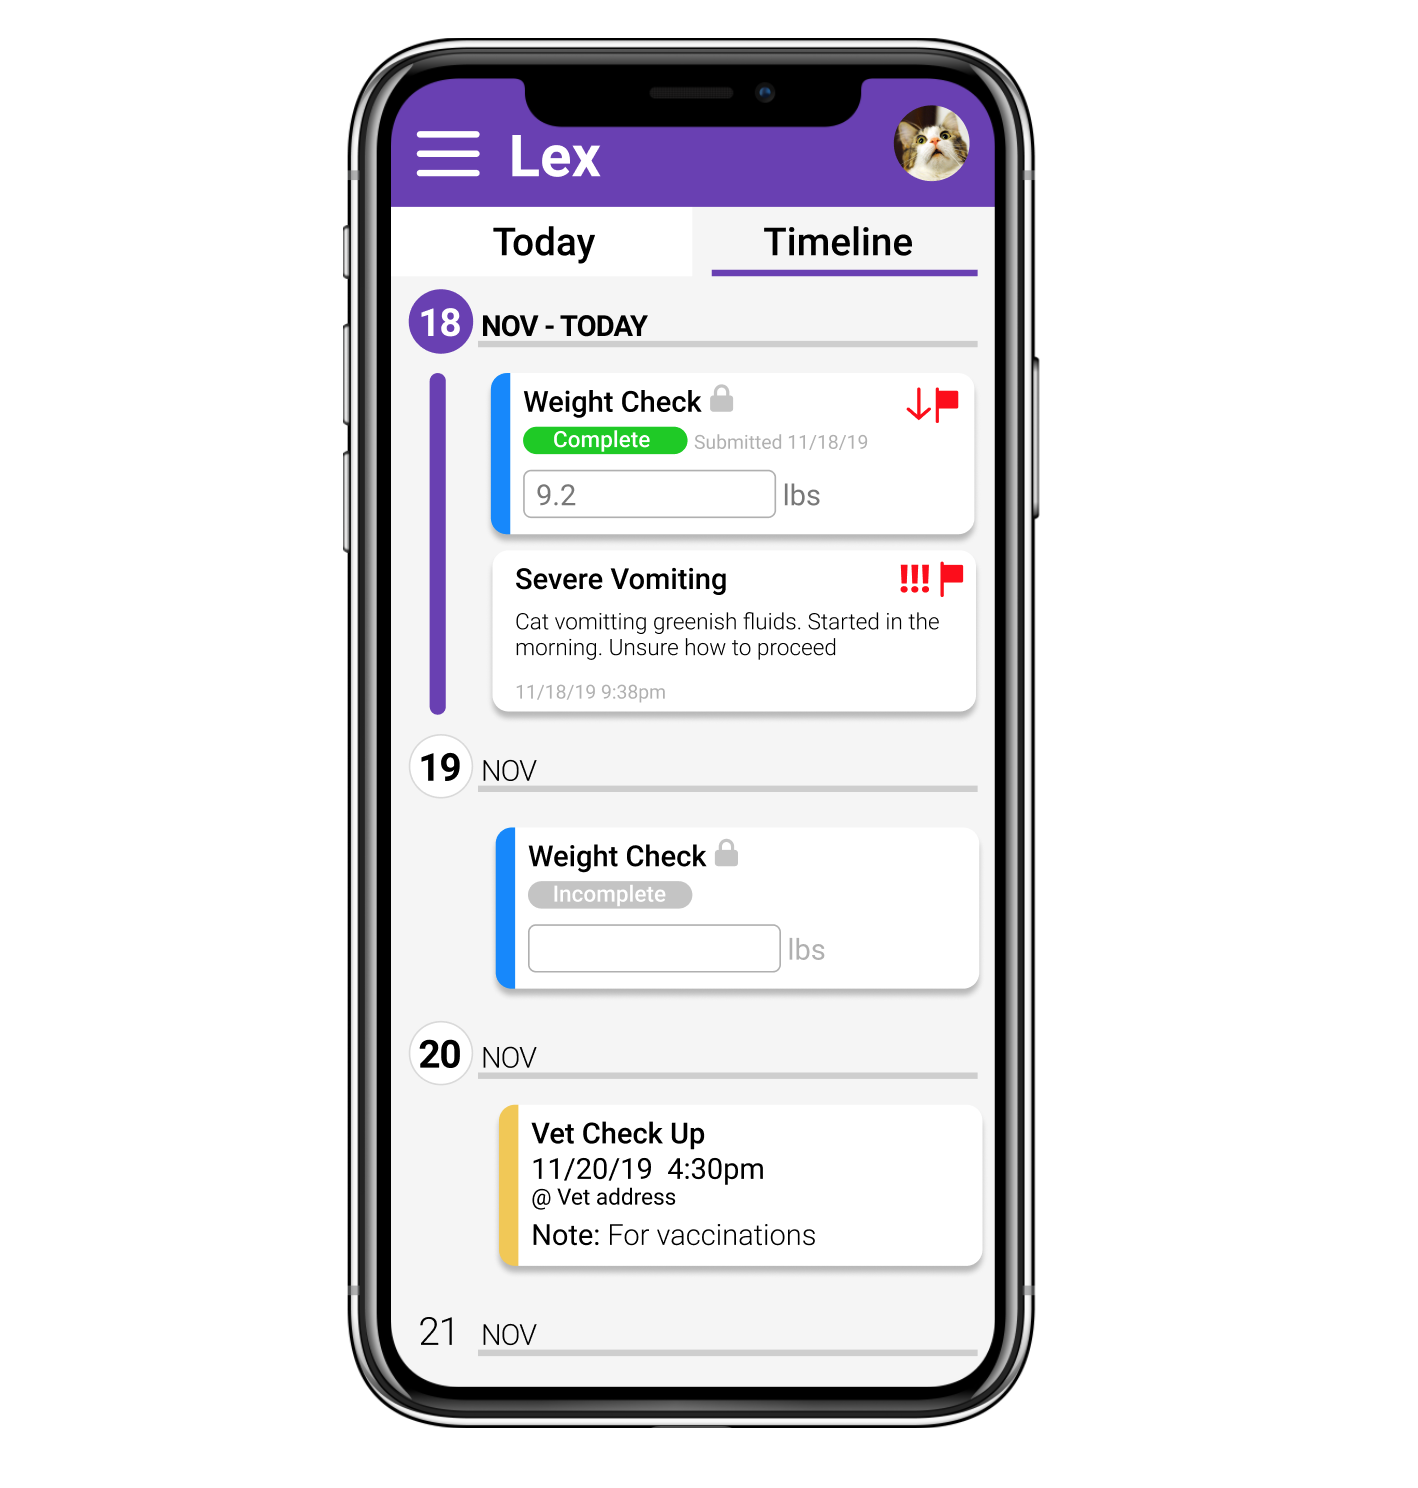 Lex
Today
Timeline
18 NOV - TODAY
Weight Check
Complete Submitted 11/18/19
9.2 lbs
Severe Vomiting !!!
Cat vomitting greenish fluids. Started in the
morning. Unsure how to proceed
11/18/19 9:38pm
19 NOV
Weight Check
Incomplete
lbs
20 NOV
Vet Check Up
11/20/19 4:30pm
@ Vet address
Note: For vaccinations
21 NOV